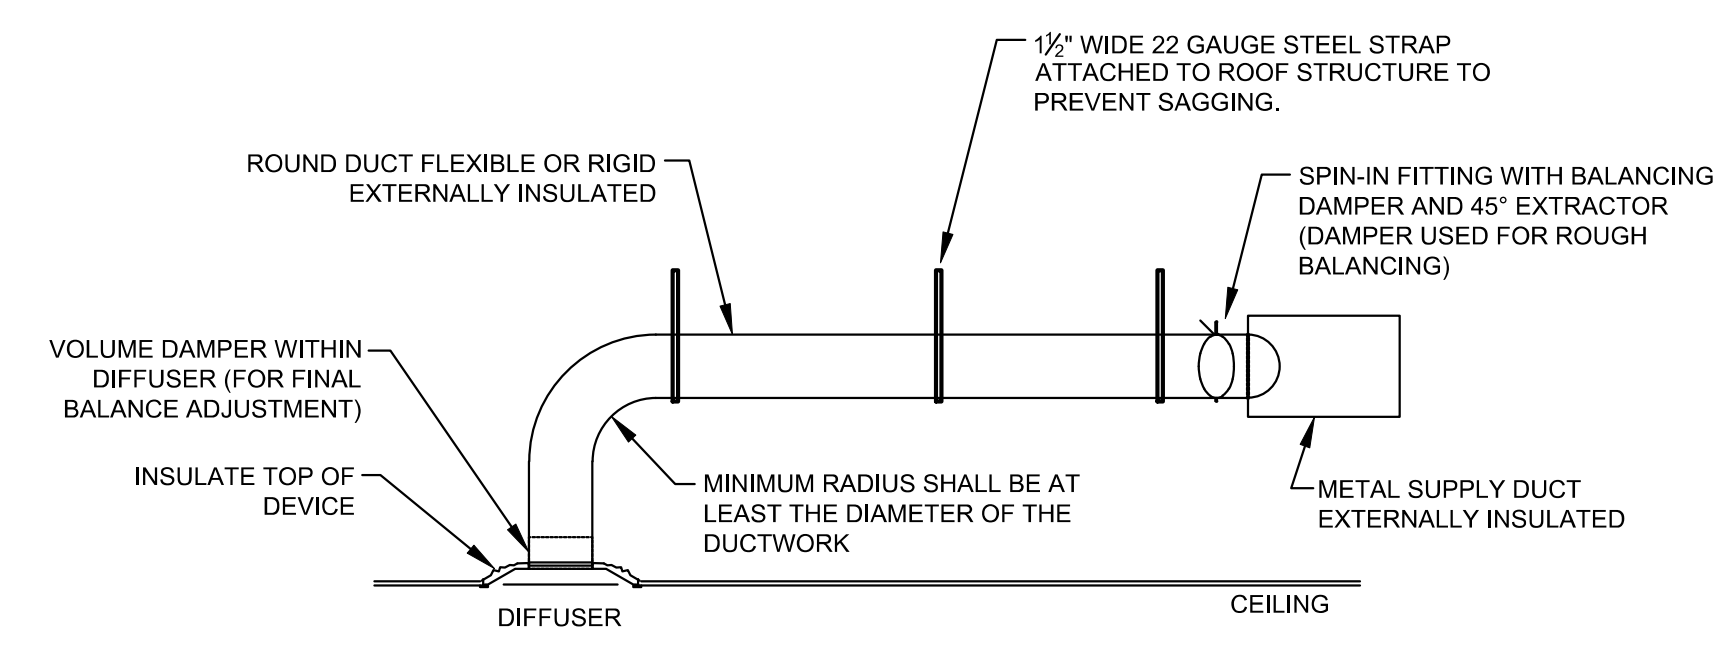 1½" WIDE 22 GAUGE STEEL STRAP
ATTACHED TO ROOF STRUCTURE TO
PREVENT SAGGING.
ROUND DUCT FLEXIBLE OR RIGID
EXTERNALLY INSULATED
SPIN-IN FITTING WITH BALANCING
DAMPER AND 45° EXTRACTOR
(DAMPER USED FOR ROUGH
BALANCING)
VOLUME DAMPER WITHIN
DIFFUSER (FOR FINAL
BALANCE ADJUSTMENT)
INSULATE TOP OF
DEVICE
MINIMUM RADIUS SHALL BE AT
LEAST THE DIAMETER OF THE
DUCTWORK
METAL SUPPLY DUCT
EXTERNALLY INSULATED
DIFFUSER
CEILING